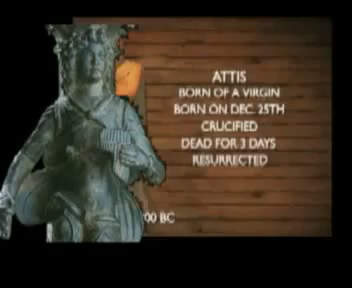 ATTIS
BORN OF A VIRGIN
BORN ON DEC. 25TH
CRUCIFIED
DEAD FOR 3 DAYS
RESURRECTED
00 BC